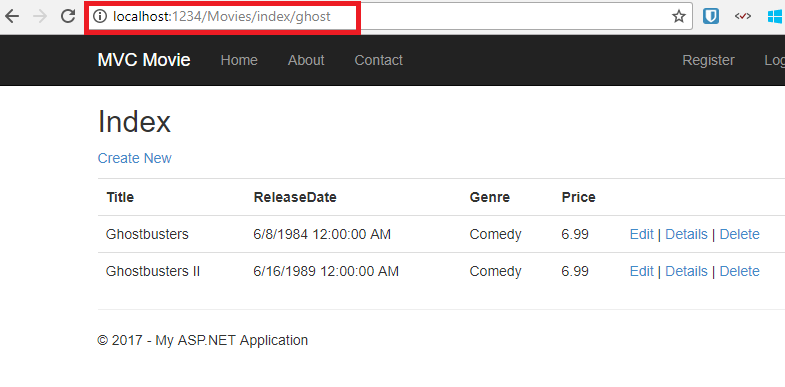 localhost:1234/Movies/index/ghost
MVC Movie Home About Contact Register Log
Index
Create New
Title ReleaseDate Genre Price
Ghostbusters 6/8/1984 12:00:00 AM Comedy 6.99 Edit | Details | Delete
Ghostbusters II 6/16/1989 12:00:00 AM Comedy 6.99 Edit | Details | Delete
© 2017 - My ASP.NET Application